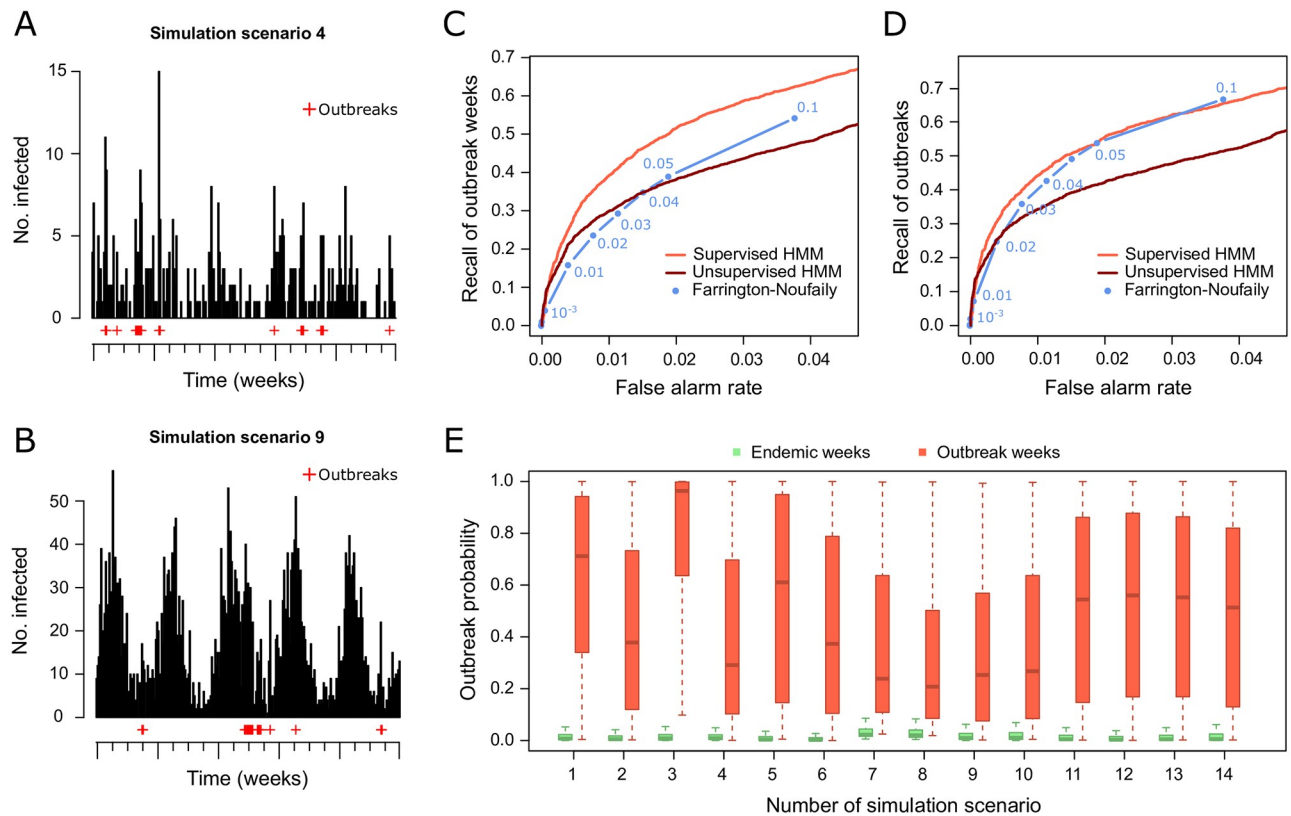 A
Simulation scenario 4
No. infected
15
10
5
0
+Outbreaks
Time (weeks)
B
Simulation scenario 9
No. infected
50
40
30
20
10
0
+Outbreaks
Time (weeks)
C
Recall of outbreak weeks
0.7
0.6
0.5
0.4
0.3
0.2
0.1
0.0
0.1
0.05
0.04
0.03
0.02
0.01
10-3
Supervised HMM
Unsupervised HMM
Farrington-Noufaily
0.00 0.01 0.02 0.03 0.04
False alarm rate
D
Recall of outbreaks
0.7
0.6
0.5
0.4
0.3
0.2
0.1
0.0
0.1
0.05
0.04
0.03
0.02
0.01
10-3
Supervised HMM
Unsupervised HMM
Farrington-Noufaily
0.00 0.01 0.02 0.03 0.04
False alarm rate
E
Endemic weeks Outbreak weeks
Outbreak probability
1.0
0.8
0.6
0.4
0.2
0.0
1 2 3 4 5 6 7 8 9 10 11 12 13 14
Number of simulation scenario